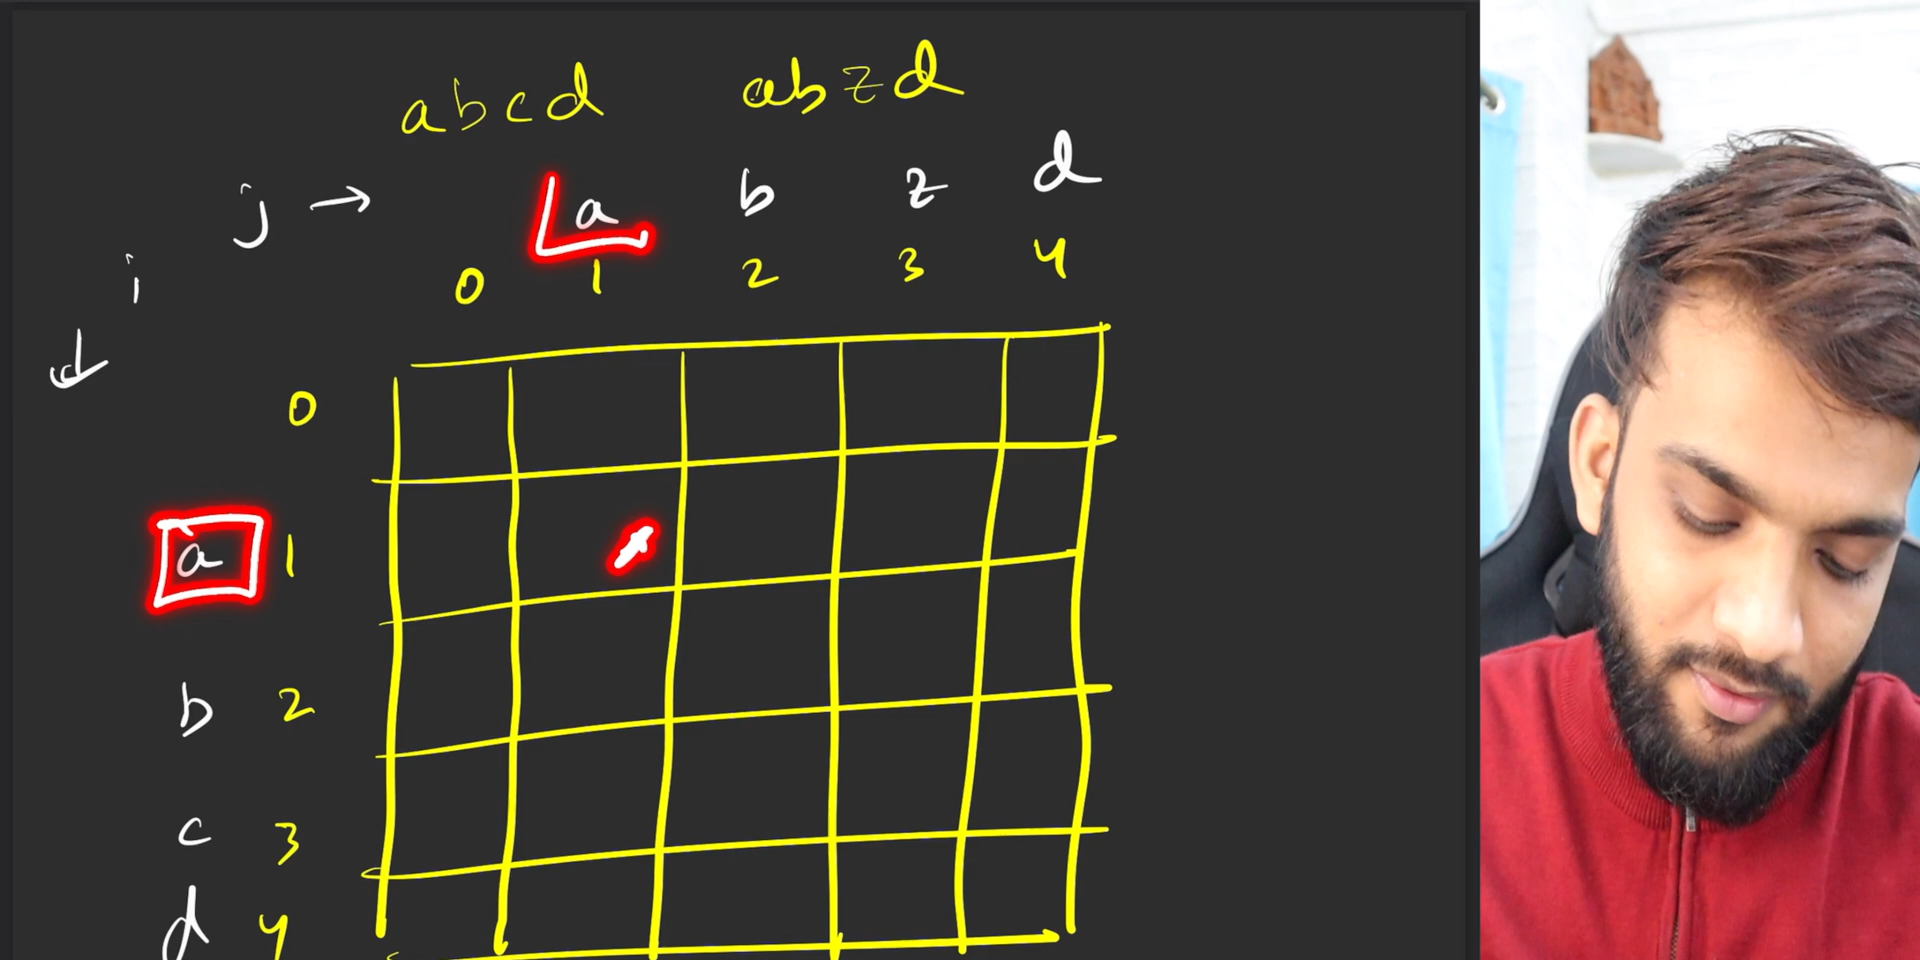 abcd abzd
j → a b z d
i 0 1 2 3 4
0
a 1
b 2
c 3
d 4